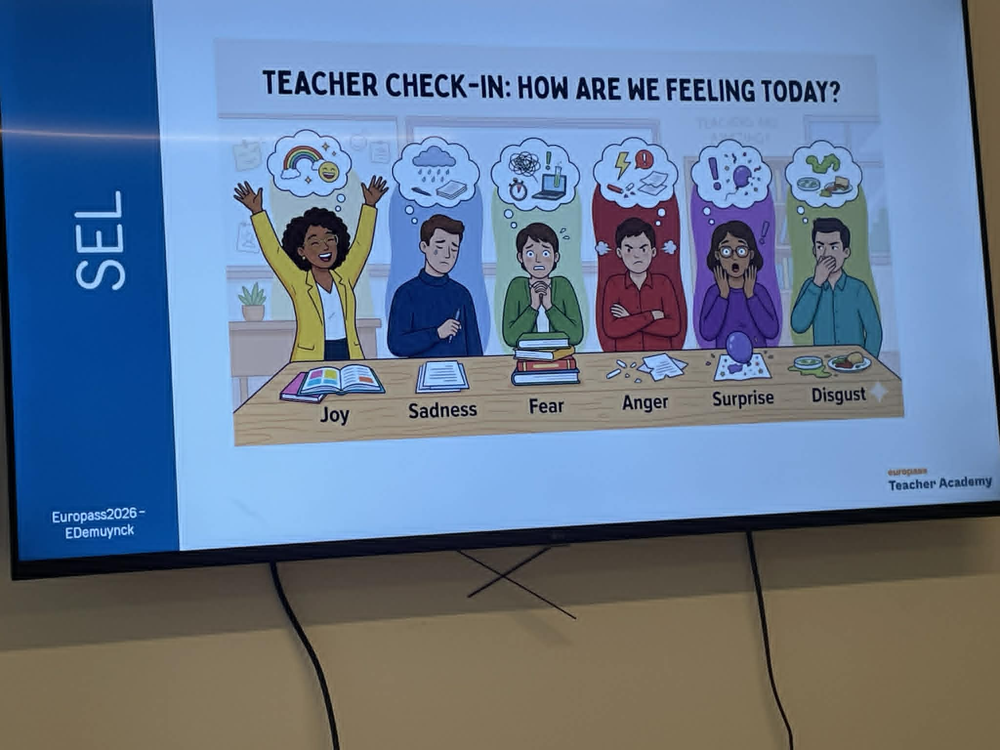 TEACHER CHECK-IN: HOW ARE WE FEELING TODAY?
SEL
Joy
Sadness
Fear
Anger
Surprise
Disgust
europass
Teacher Academy
Europass2026-
EDemuynck